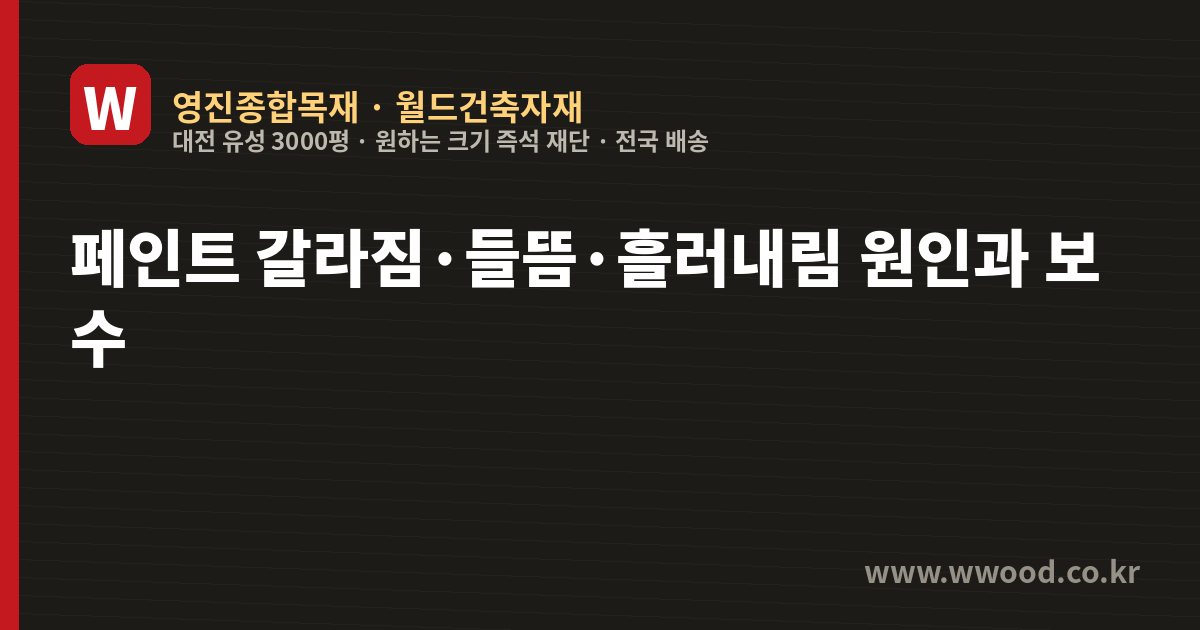 W
영진종합목재 · 월드건축자재
대전 유성 3000평 · 원하는 크기 즉석 재단 · 전국 배송
페인트 갈라짐·들뜸·흘러내림 원인과 보
수
www.wwood.co.kr